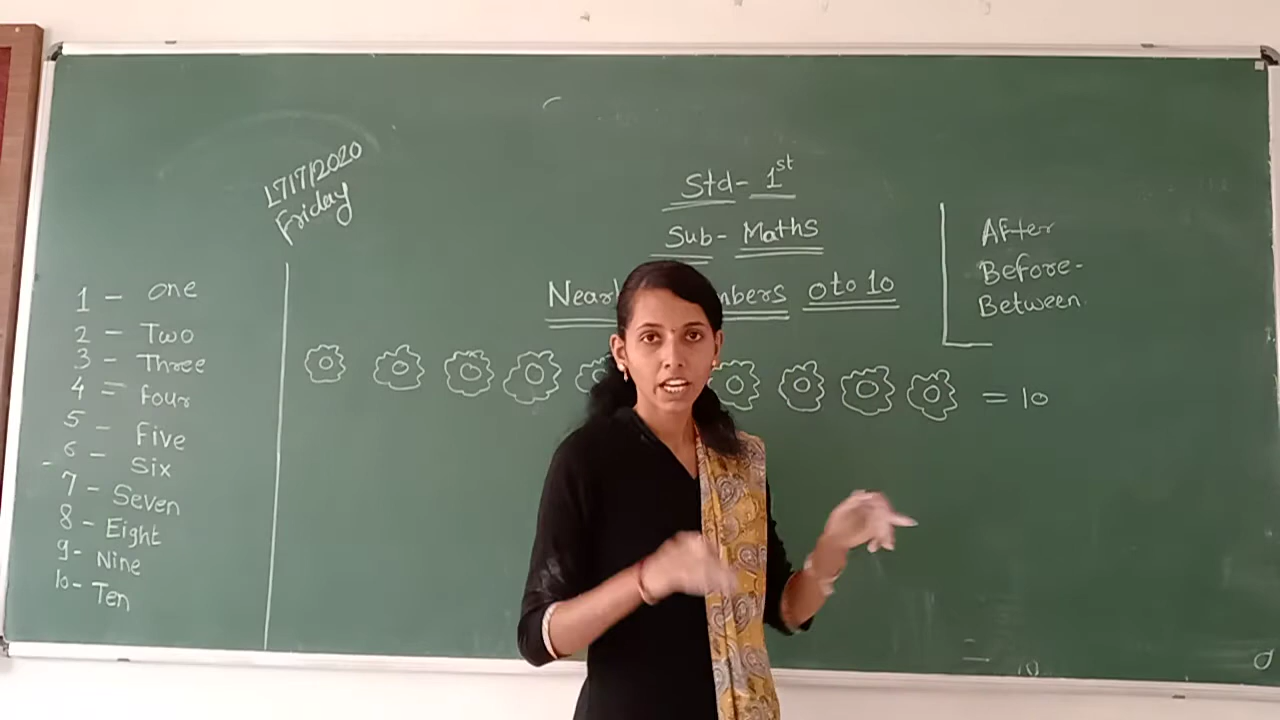 17/7/2020
Friday
Std- 1st
Sub- Maths
mbers 0 to 10
After
Before-
Between
1 - one
2 - Two
3 - Three
4 = Four
5 - Five
6 - Six
7 - Seven
8 - Eight
9- Nine
10- Ten
= 10
10